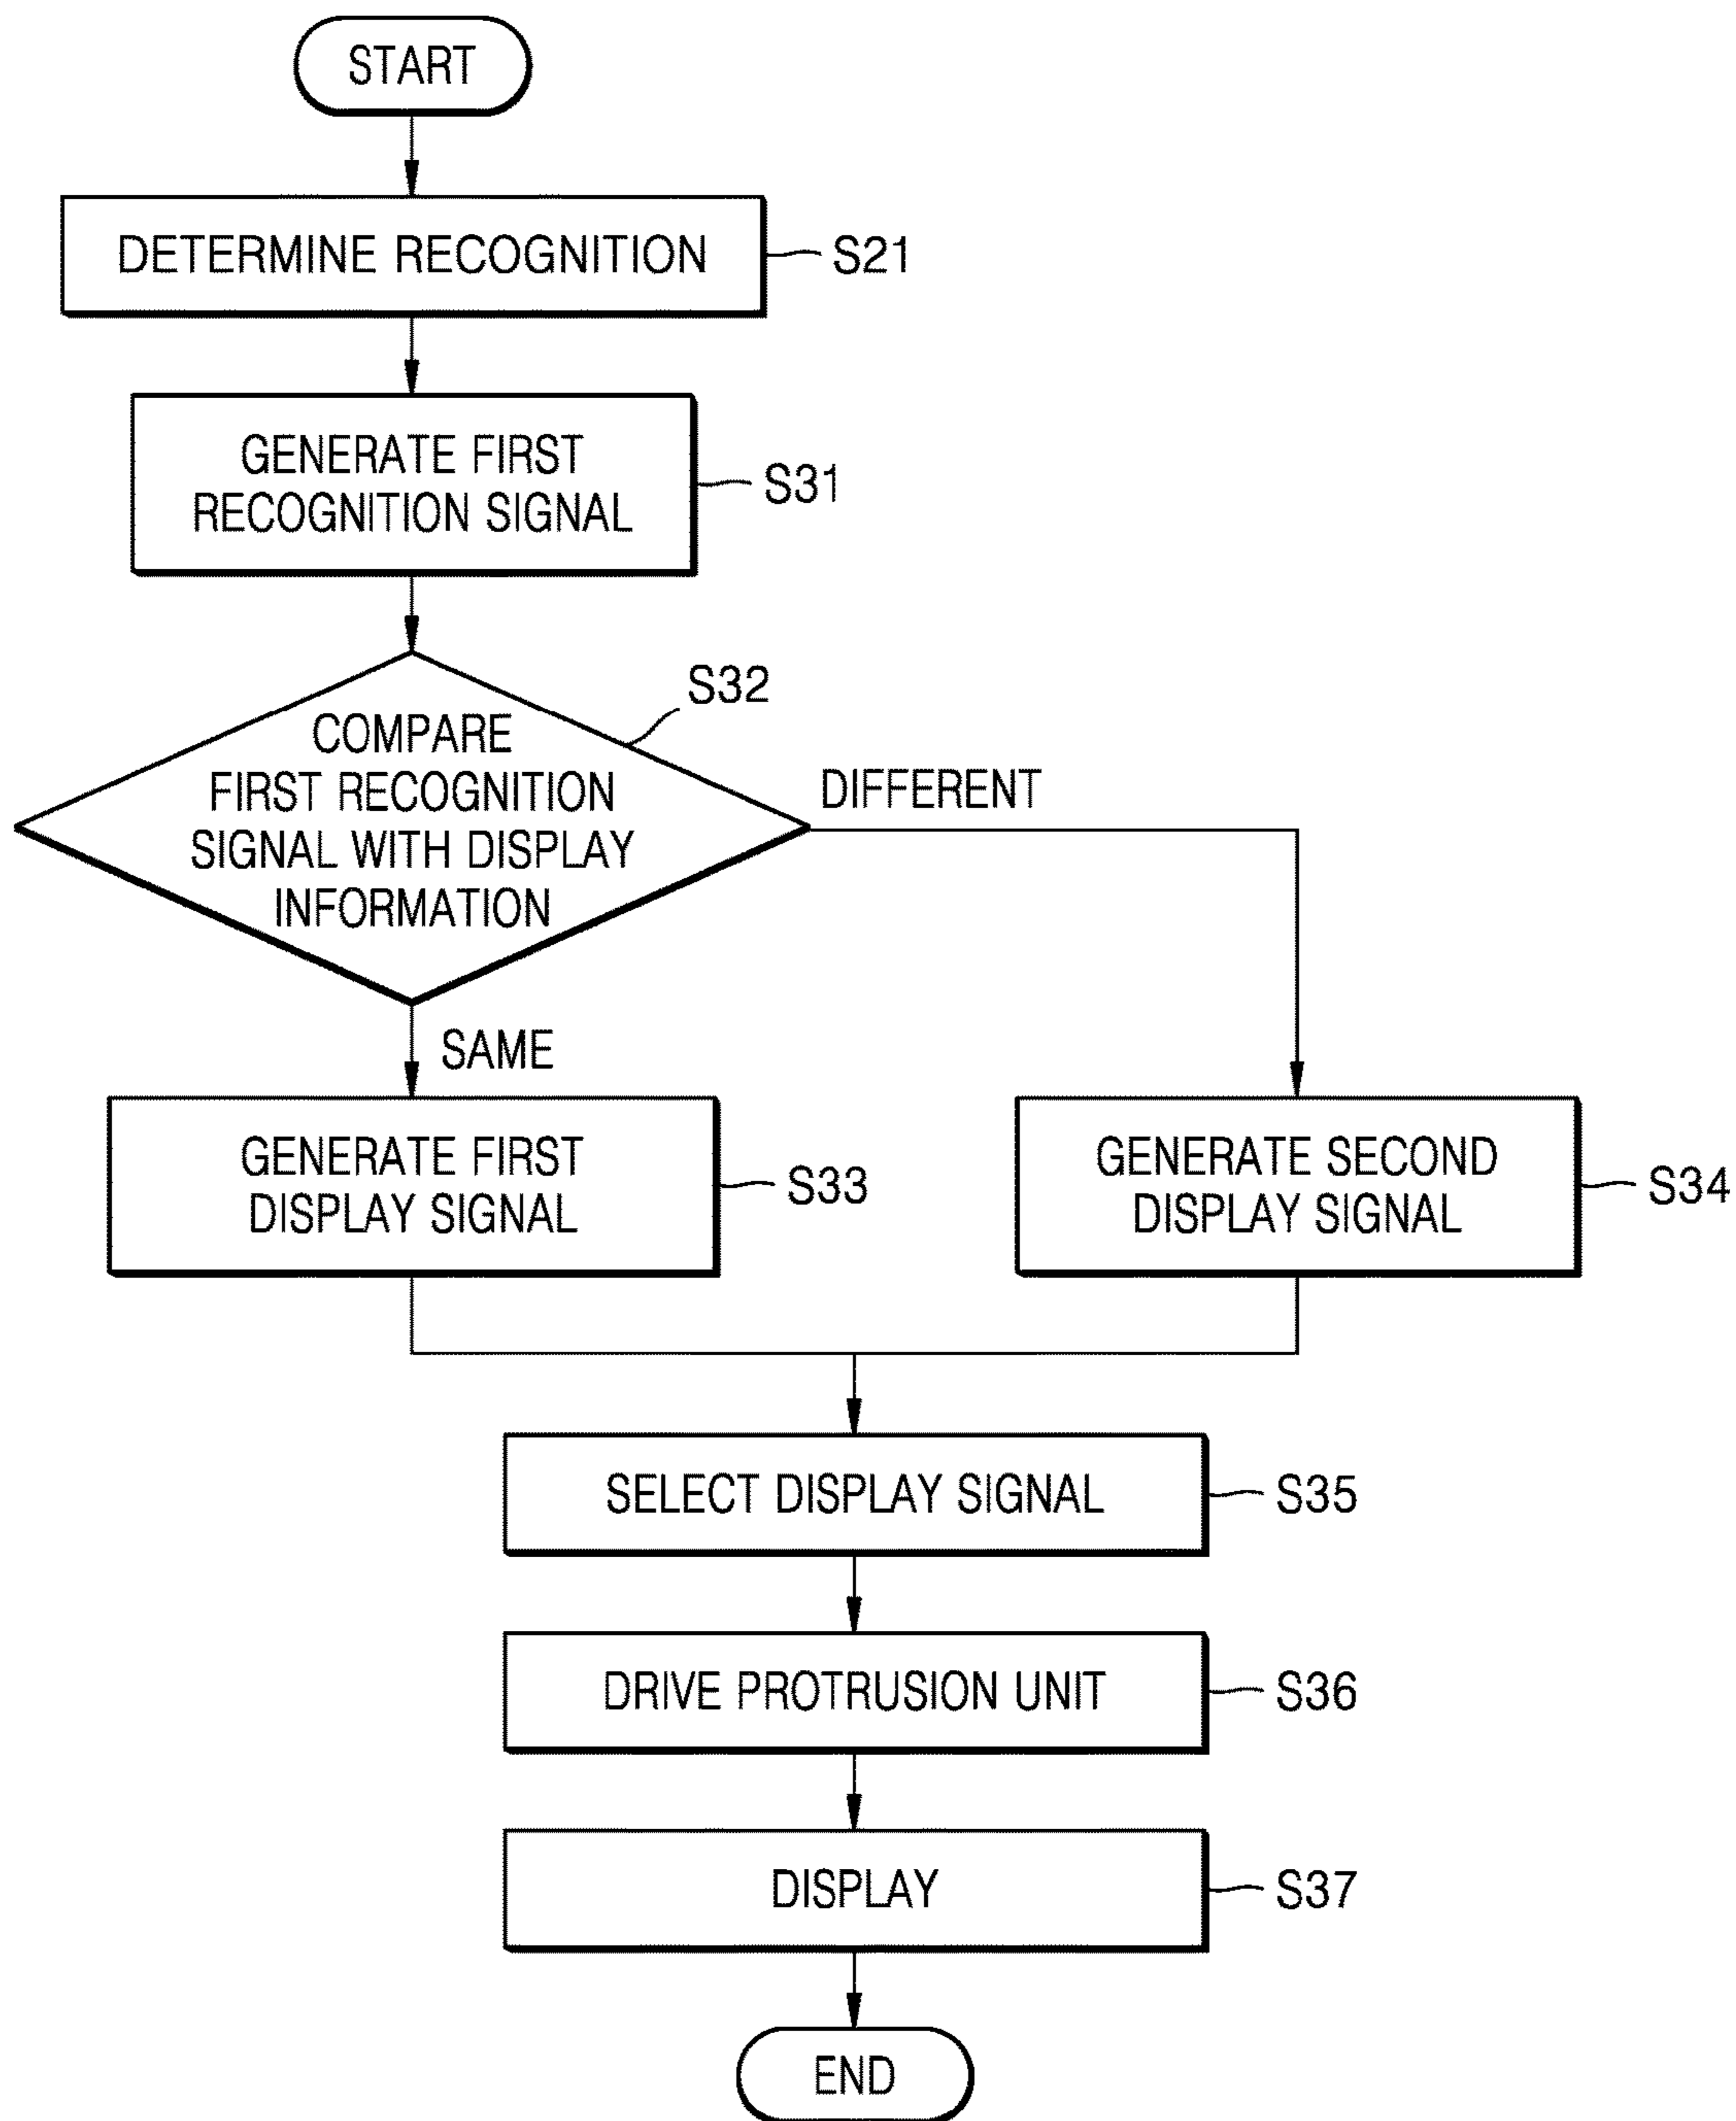 START
DETERMINE RECOGNITION
S21
GENERATE FIRST
RECOGNITION SIGNAL
S31
S32
COMPARE
FIRST RECOGNITION
SIGNAL WITH DISPLAY
INFORMATION
DIFFERENT
SAME
GENERATE FIRST
DISPLAY SIGNAL
S33
GENERATE SECOND
DISPLAY SIGNAL
S34
SELECT DISPLAY SIGNAL
S35
DRIVE PROTRUSION UNIT
S36
DISPLAY
S37
END